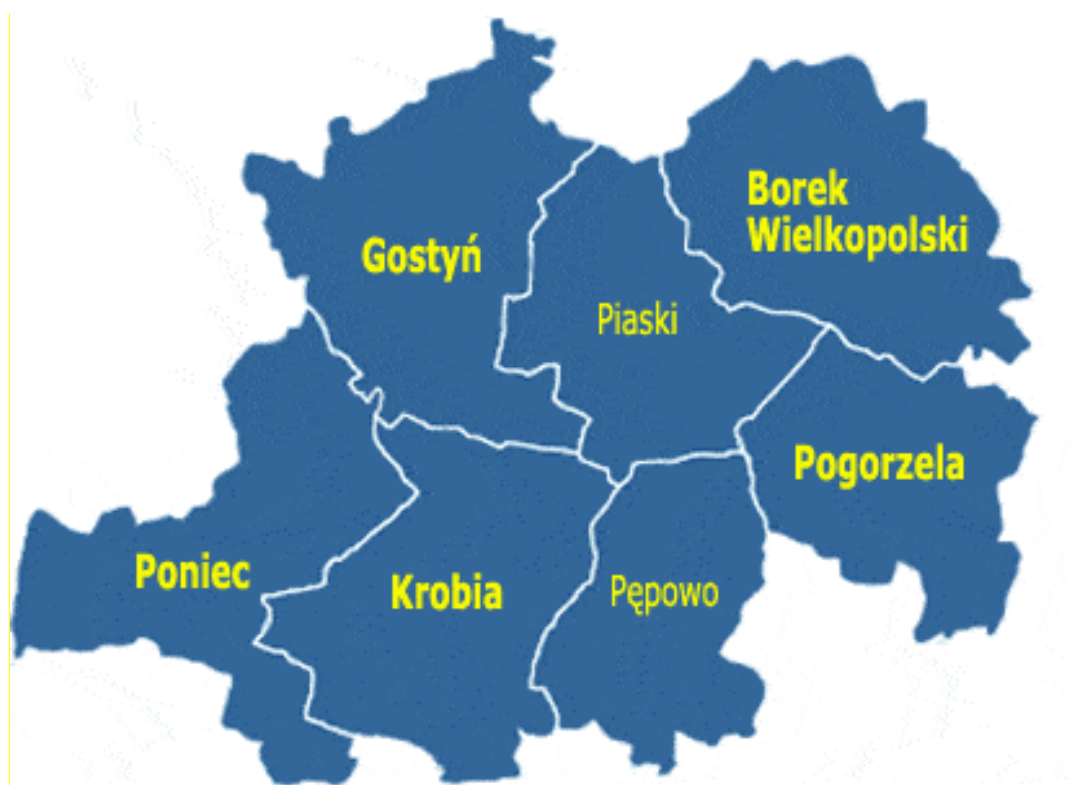 Borek
Wielkopolski
Gostyń
Piaski
Pogorzela
Poniec
Krobia
Pępowo